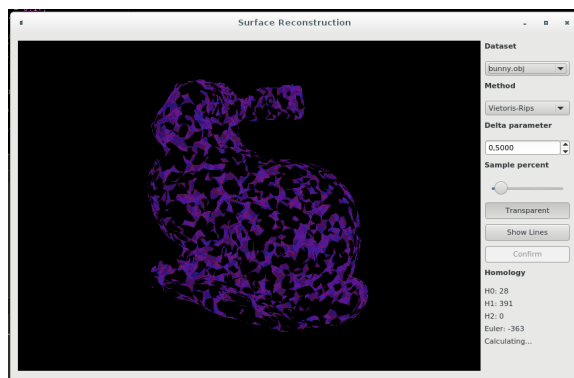 Surface Reconstruction
Dataset
bunny.obj
Method
Vietoris-Rips
Delta parameter
0,5000
Sample percent
Transparent
Show Lines
Confirm
Homology
H0: 28
H1: 391
H2: 0
Euler: -363
Calculating...